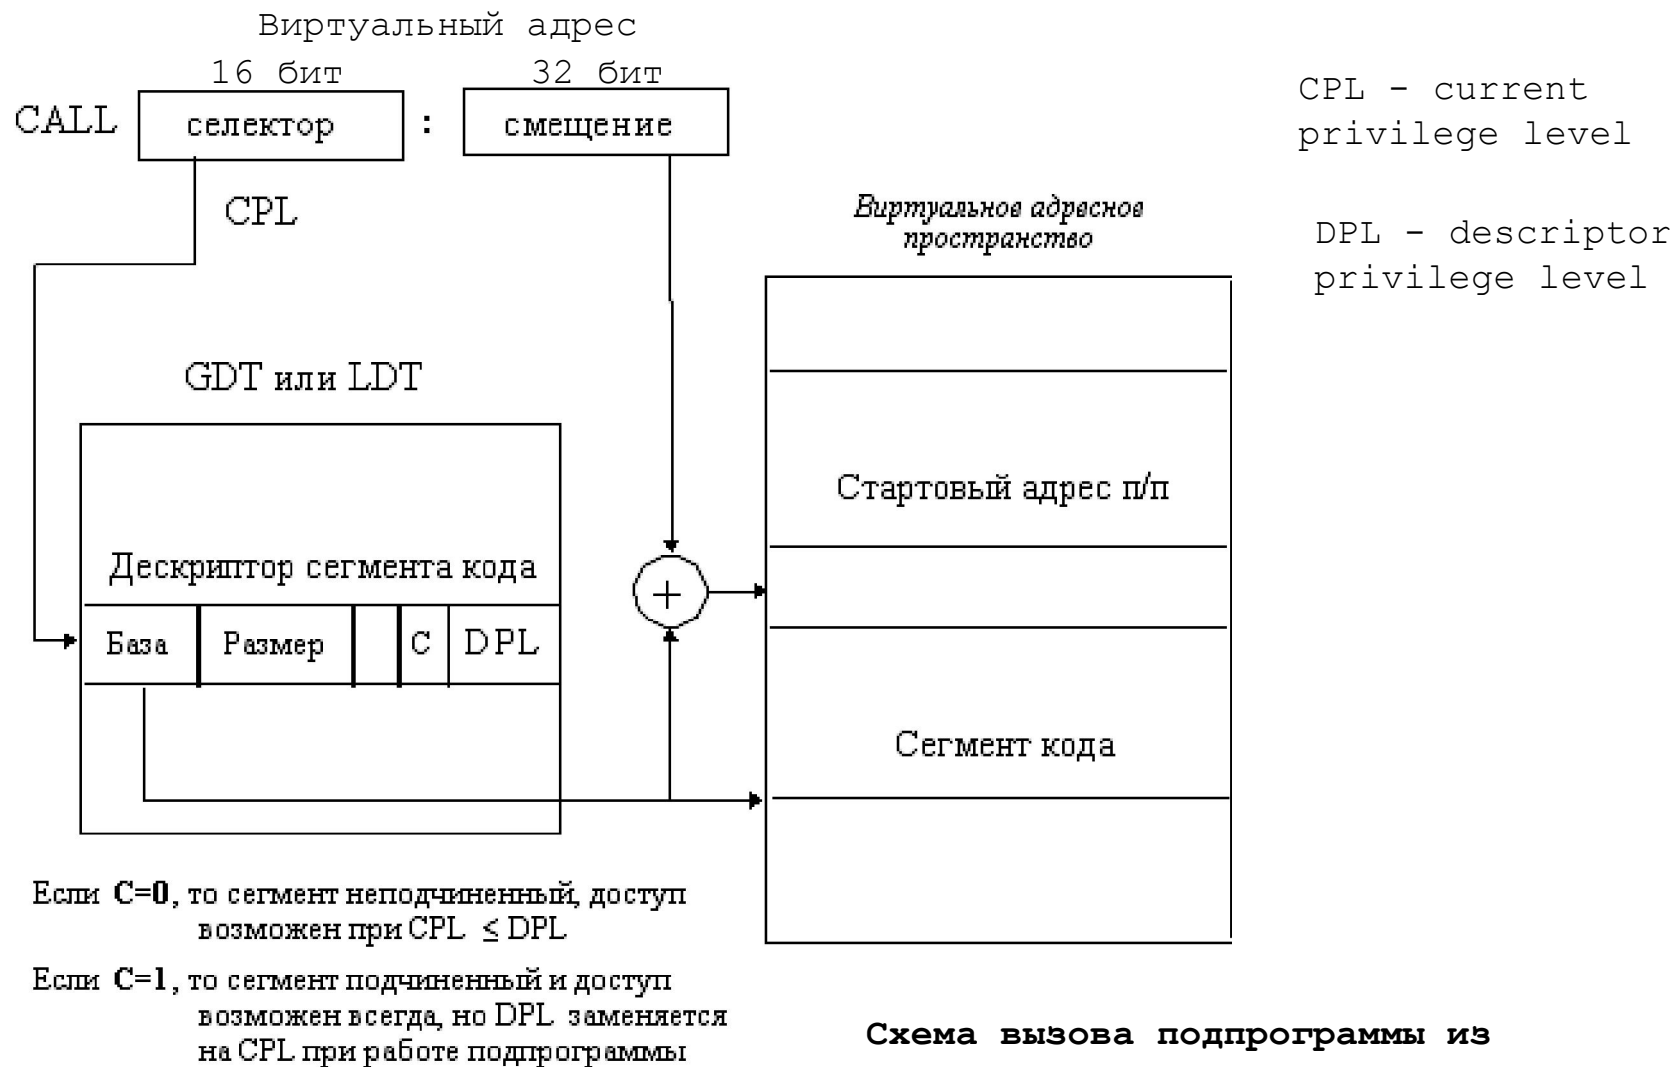 Виртуальный адрес
16 бит
32 бит
CALL
селектор
:
смещение
CPL
CPL - current
privilege level
DPL - descriptor
privilege level
Виртуальное адресное
пространство
GDT или LDT
Дескриптор сегмента кода
База
Размер
C
DPL
+
Стартовый адрес п/п
Сегмент кода
Если C=0, то сегмент неподчиненный, доступ
возможен при CPL ≤ DPL
Если C=1, то сегмент подчиненный и доступ
возможен всегда, но DPL заменяется
на CPL при работе подпрограммы
Схема вызова подпрограммы из